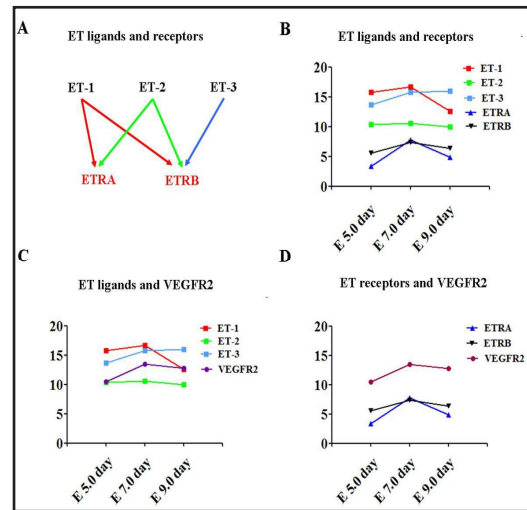 A
ET ligands and receptors
ET-1 ET-2 ET-3
ETRA ETRB
B
ET ligands and receptors
20
15
10
5
0
E 5.0 day
E 7.0 day
E 9.0 day
ET-1
ET-2
ET-3
ETRA
ETRB
C
ET ligands and VEGFR2
20
15
10
5
0
E 5.0 day
E 7.0 day
E 9.0 day
ET-1
ET-2
ET-3
VEGFR2
D
ET receptors and VEGFR2
20
15
10
5
0
E 5.0 day
E 7.0 day
E 9.0 day
ETRA
ETRB
VEGFR2